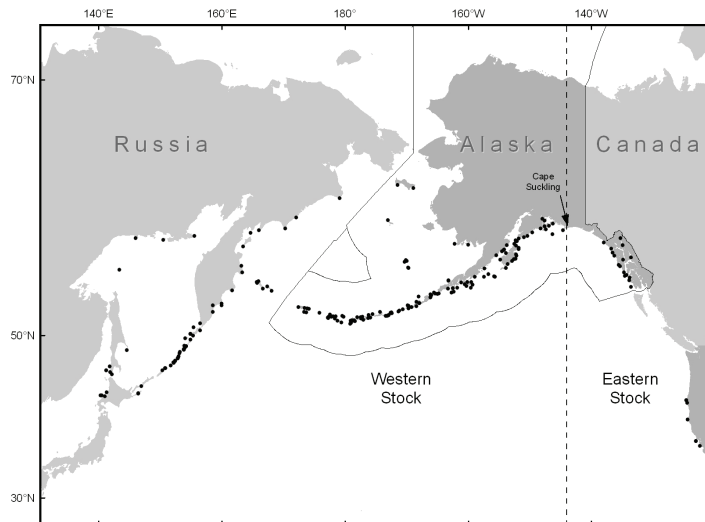 140°E 160°E 180° 160°W 140°W
70°N
Russia Alaska Canada
Cape
Suckling
50°N
Western
Stock
Eastern
Stock
30°N